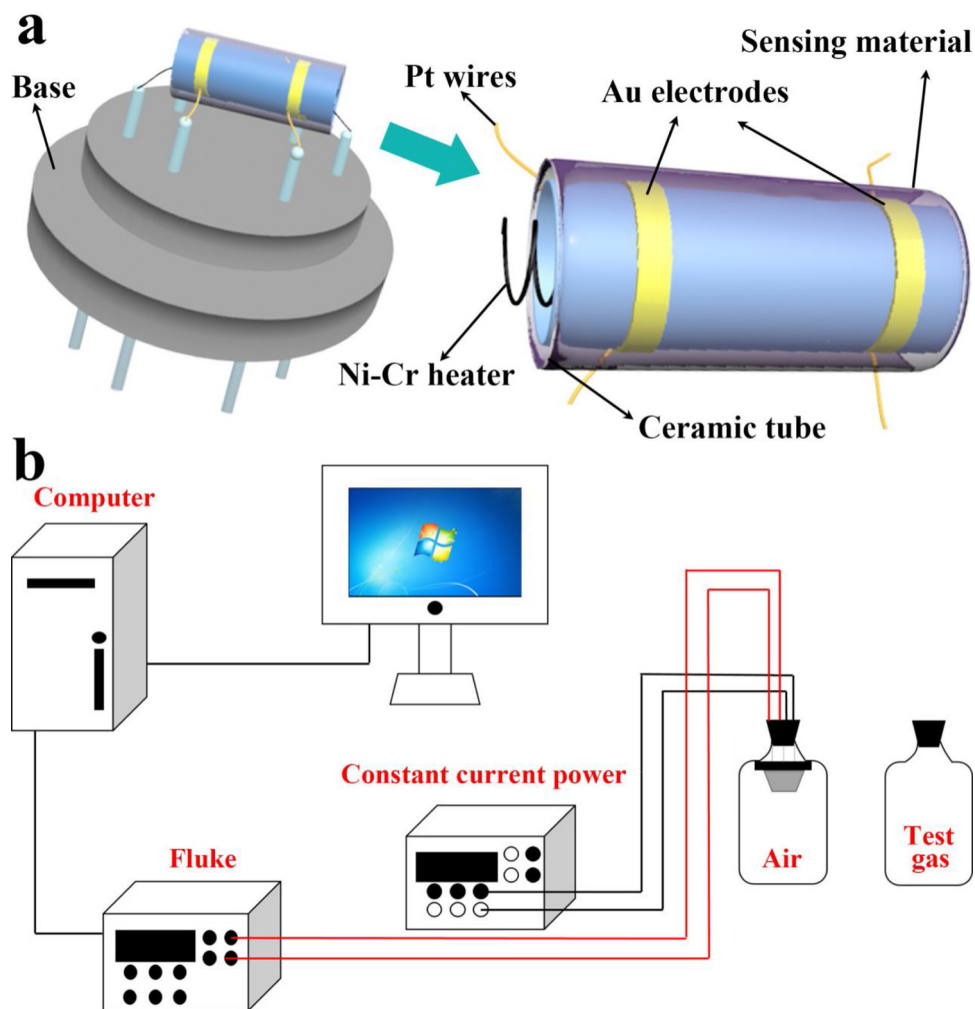 a
Base
Pt wires
Au electrodes
Sensing material
Ni-Cr heater
Ceramic tube
b
Computer
Constant current power
Fluke
Air
Test
gas